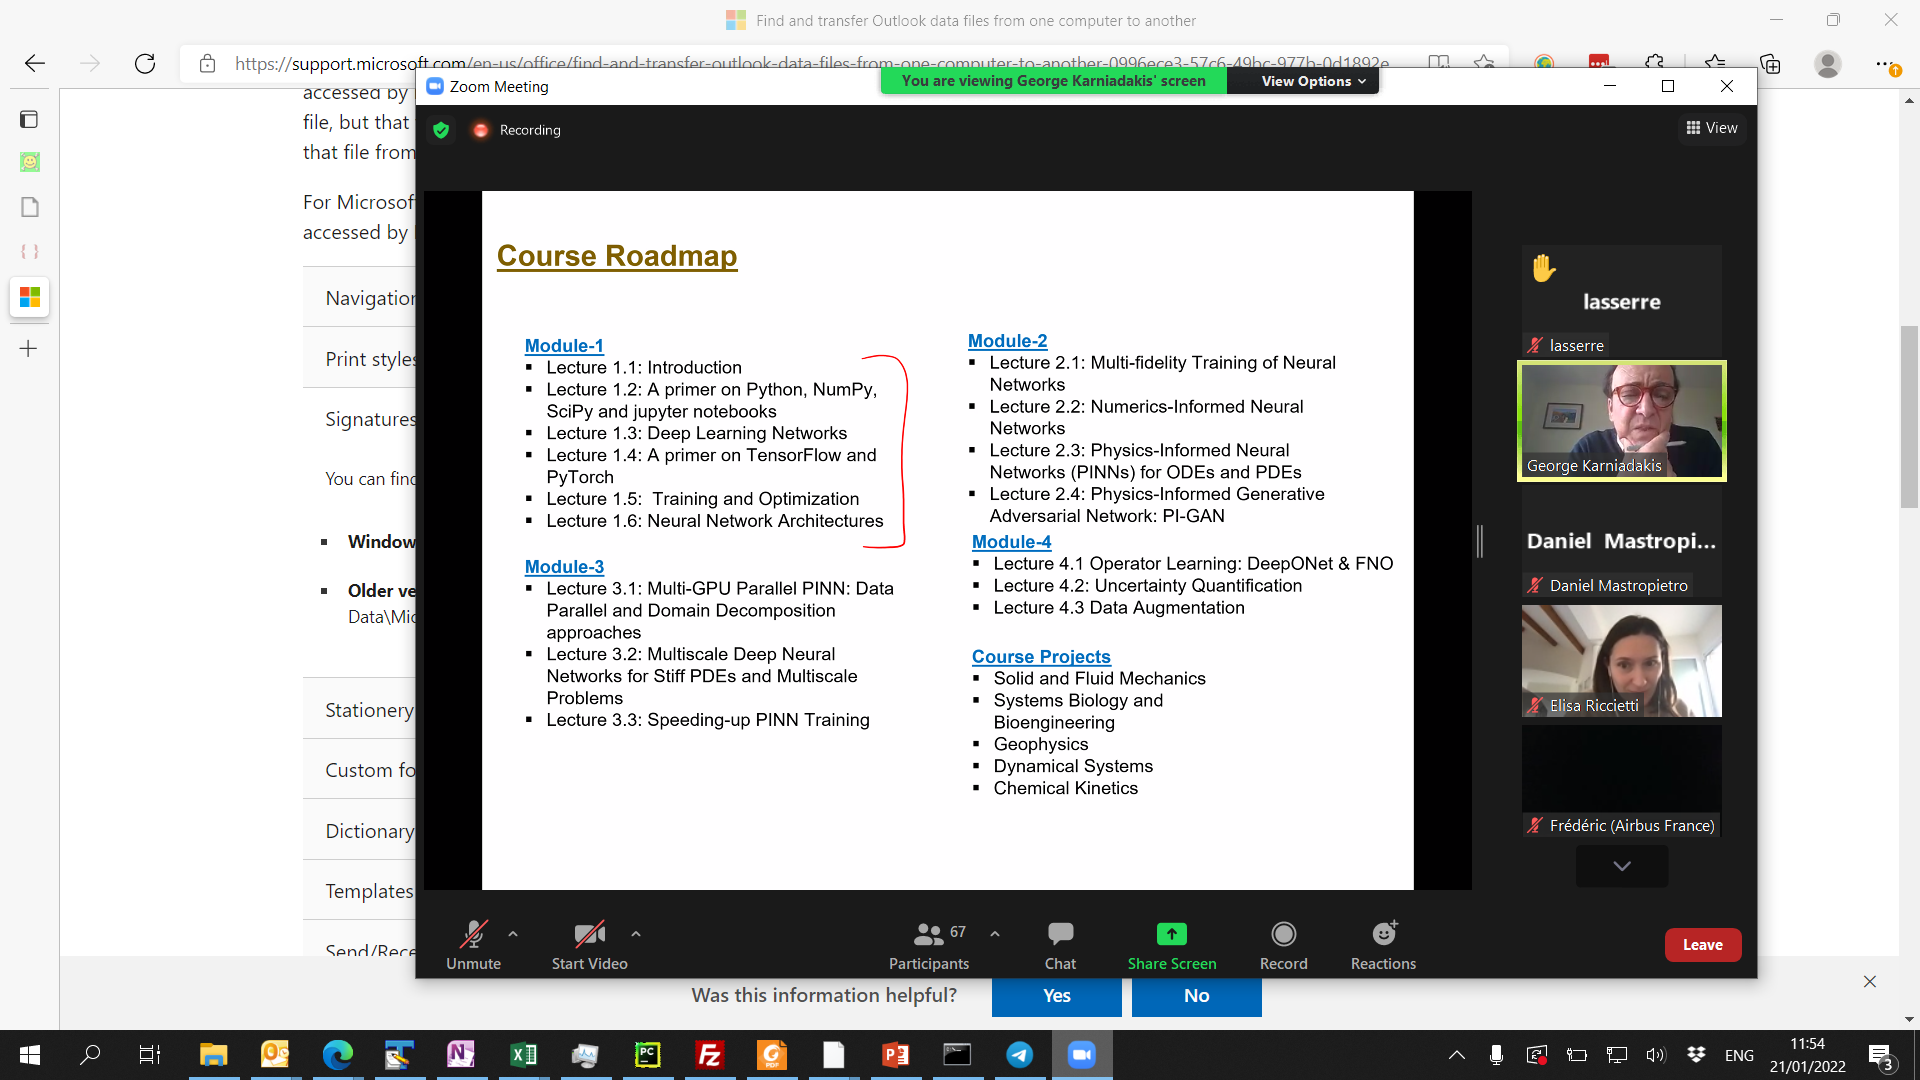 Find and transfer Outlook data files from one computer to another
https://support.microsoft.com/en-us/office/find-and-transfer-outlook-data-files-from-one-computer-to-another-0996ece3-57c6-49bc-977b-0d1892e
accessed by
file, but that
that file from
For Microsof
accessed by
Navigation
Print styles
Signatures
You can find
Window
Older ve
Data\Mic
Stationery
Custom fo
Dictionary
Templates
Send/Rece
Zoom Meeting
You are viewing George Karniadakis' screen
View Options
Recording
View
Course Roadmap
Module-1
▪ Lecture 1.1: Introduction
▪ Lecture 1.2: A primer on Python, NumPy,
SciPy and jupyter notebooks
▪ Lecture 1.3: Deep Learning Networks
▪ Lecture 1.4: A primer on TensorFlow and
PyTorch
▪ Lecture 1.5: Training and Optimization
▪ Lecture 1.6: Neural Network Architectures
Module-3
▪ Lecture 3.1: Multi-GPU Parallel PINN: Data
Parallel and Domain Decomposition
approaches
▪ Lecture 3.2: Multiscale Deep Neural
Networks for Stiff PDEs and Multiscale
Problems
▪ Lecture 3.3: Speeding-up PINN Training
Module-2
▪ Lecture 2.1: Multi-fidelity Training of Neural
Networks
▪ Lecture 2.2: Numerics-Informed Neural
Networks
▪ Lecture 2.3: Physics-Informed Neural
Networks (PINNs) for ODEs and PDEs
▪ Lecture 2.4: Physics-Informed Generative
Adversarial Network: PI-GAN
Module-4
▪ Lecture 4.1 Operator Learning: DeepONet & FNO
▪ Lecture 4.2: Uncertainty Quantification
▪ Lecture 4.3 Data Augmentation
Course Projects
▪ Solid and Fluid Mechanics
▪ Systems Biology and
Bioengineering
▪ Geophysics
▪ Dynamical Systems
▪ Chemical Kinetics
lasserre
lasserre
George Karniadakis
Daniel Mastropi...
Daniel Mastropietro
Elisa Riccietti
Frédéric (Airbus France)
Unmute
Start Video
67
Participants
Chat
Share Screen
Record
Reactions
Leave
Was this information helpful?
Yes
No
ENG
11:54
21/01/2022
3